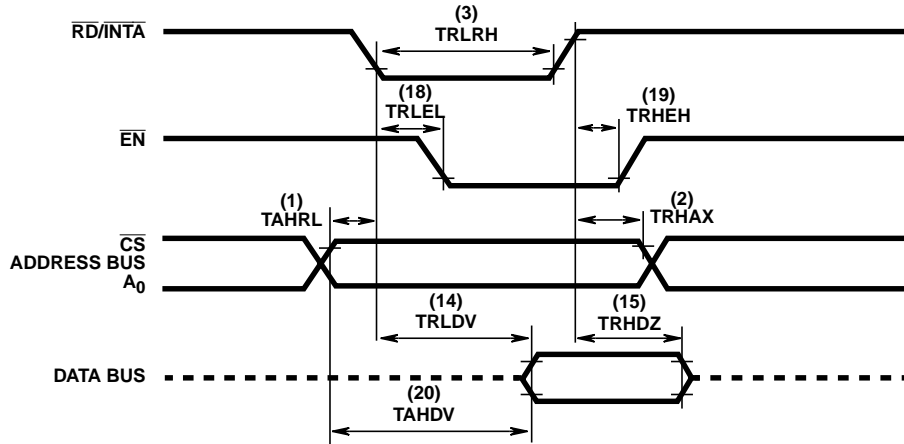 (3)
RD/INTA
TRLRH
(18)
TRLEL
(19)
TRHEH
EN
(1)
TAHRL
(2)
TRHAX
CS
ADDRESS BUS
A0
(14)
TRLDV
(15)
TRHDZ
DATA BUS
(20)
TAHDV